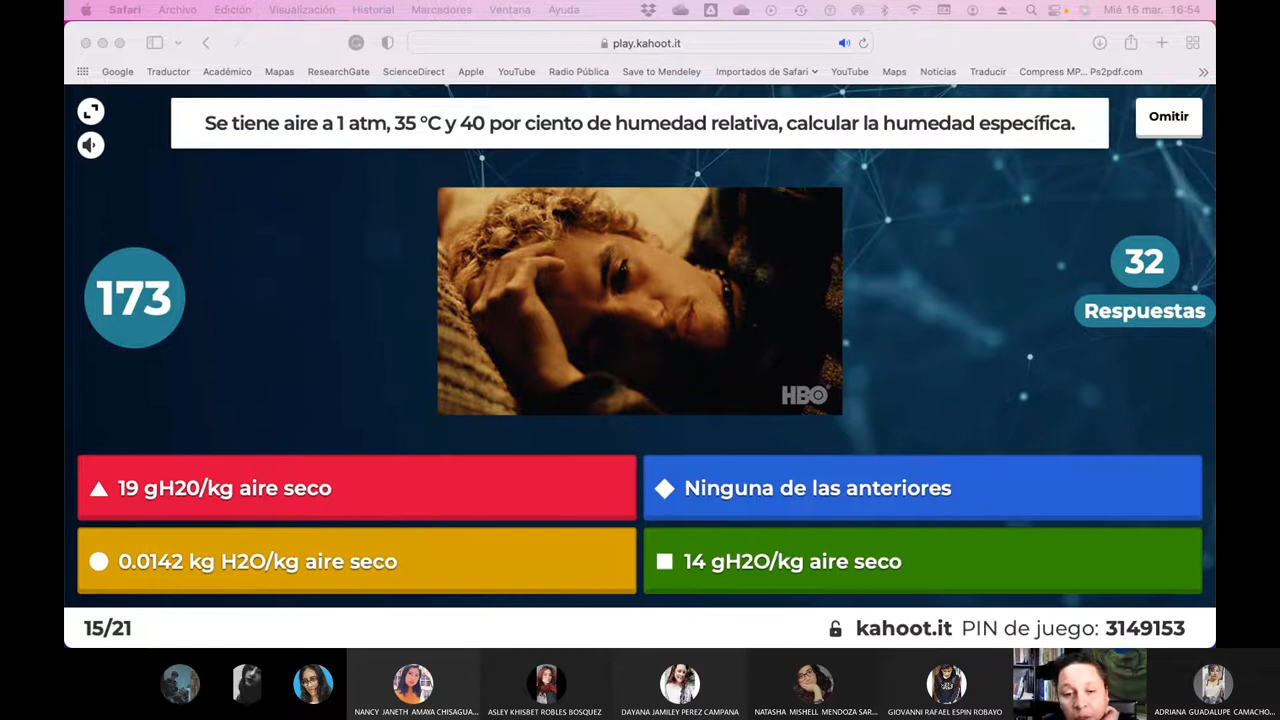 Safari Archivo Edición Visualización Historial Marcadores Ventana Ayuda Mié 16 mar. 16:54
play.kahoot.it
Google Traductor Académico Mapas ResearchGate ScienceDirect Apple YouTube Radio Pública Save to Mendeley Importados de Safari YouTube Maps Noticias Traducir Compress MP... Ps2pdf.com
Se tiene aire a 1 atm, 35 °C y 40 por ciento de humedad relativa, calcular la humedad específica.
Omitir
173
32
Respuestas
HBO
19 gH20/kg aire seco
Ninguna de las anteriores
0.0142 kg H2O/kg aire seco
14 gH2O/kg aire seco
15/21
kahoot.it PIN de juego: 3149153
NANCY JANETH AMAYA CHISAGUA...
ASLEY KHISBET ROBLES BOSQUEZ
DAYANA JAMILEY PEREZ CAMPANA
NATASHA MISHELL MENDOZA SAR...
GIOVANNI RAFAEL ESPIN ROBAYO
ADRIANA GUADALUPE CAMACHO...